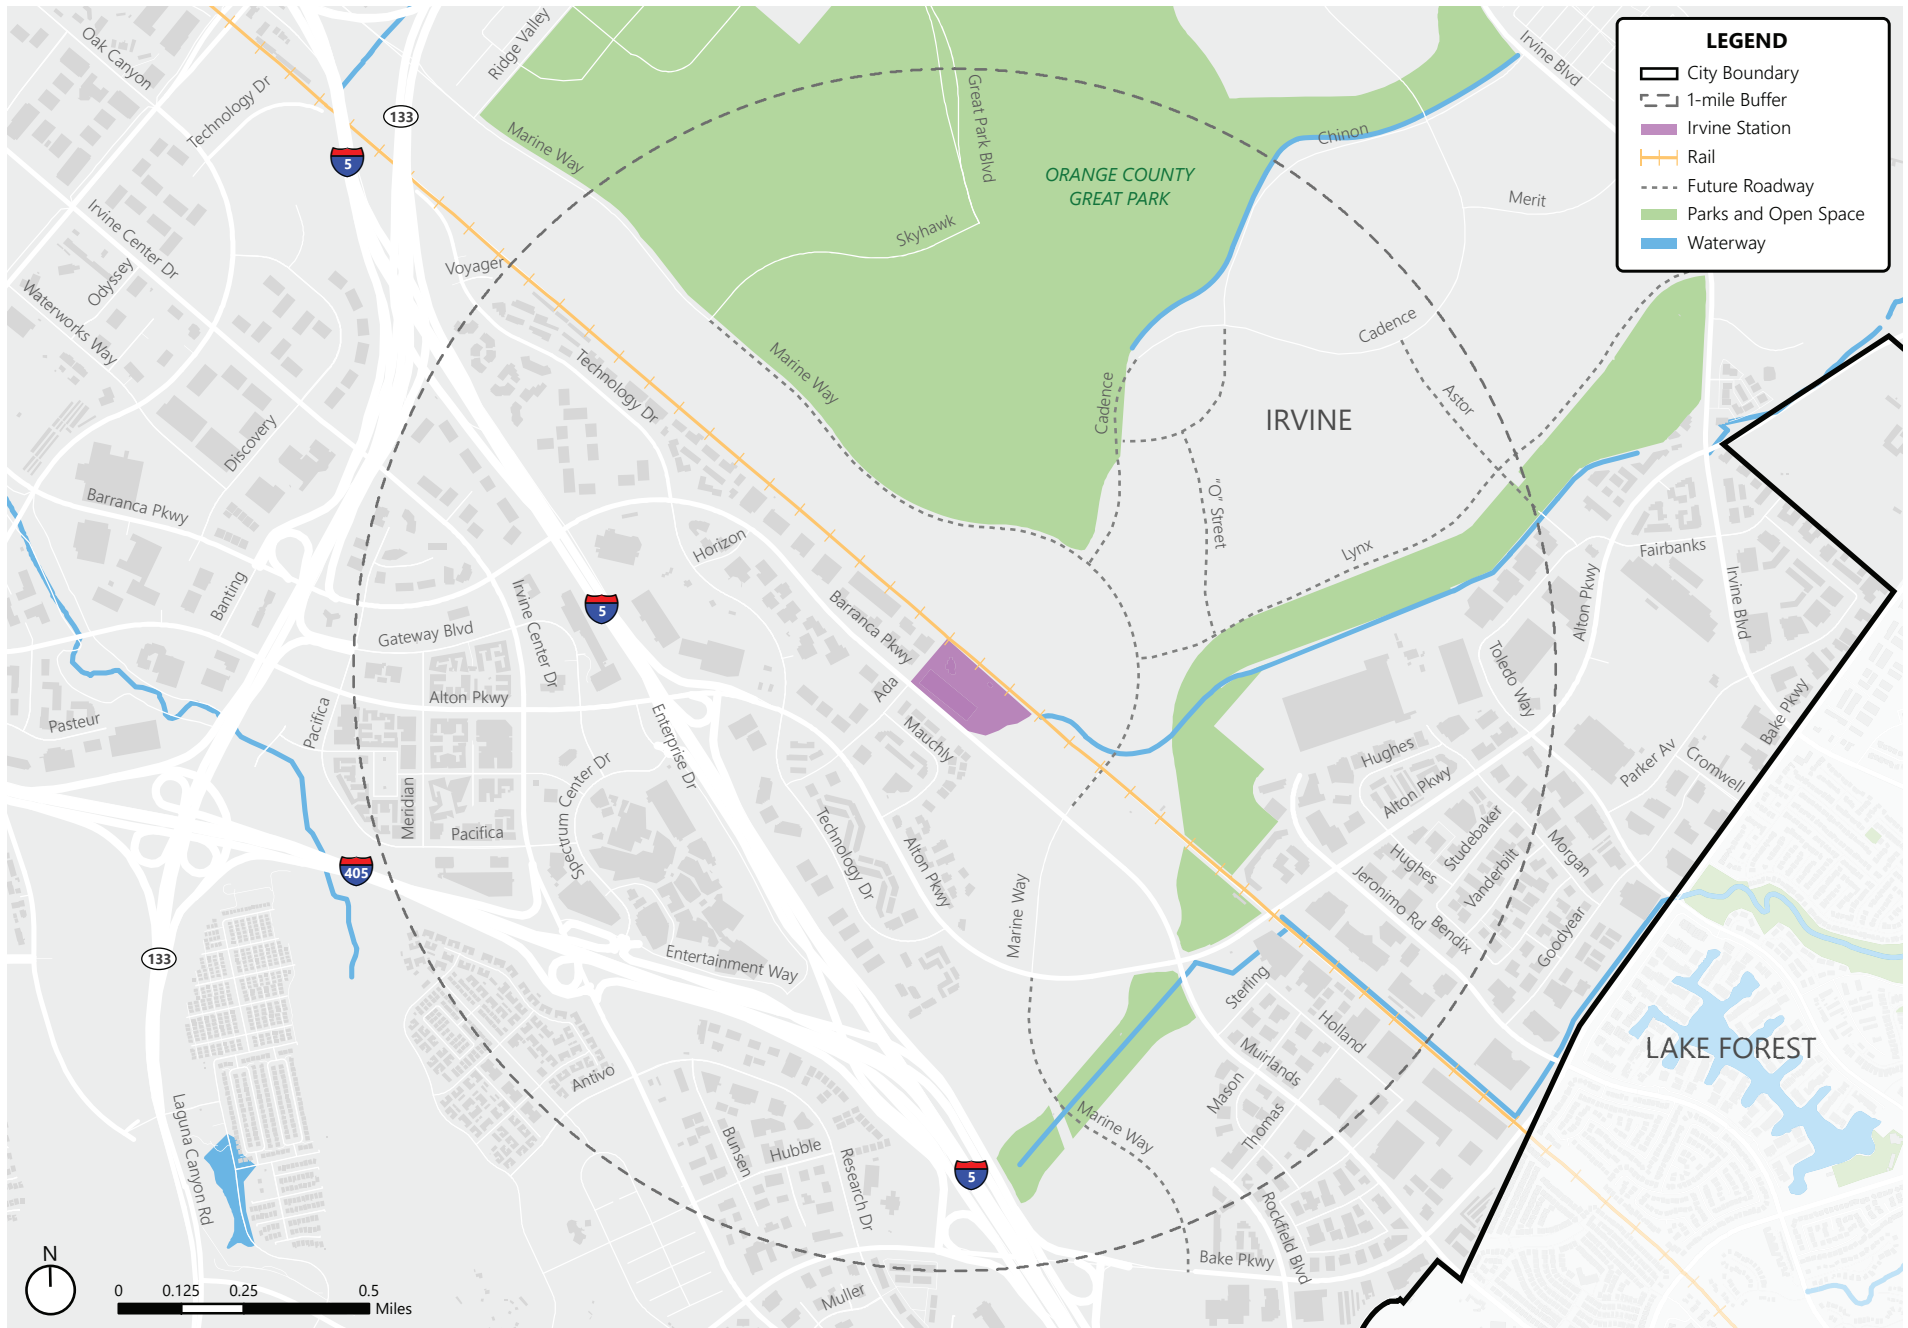 LEGEND
City Boundary
1-mile Buffer
Irvine Station
Rail
Future Roadway
Parks and Open Space
Waterway
Oak Canyon
Technology Dr
Ridge Valley
Irvine Blvd
133
5
Marine Way
Great Park Blvd
Chinon
ORANGE COUNTY
GREAT PARK
Merit
Irvine Center Dr
Odyssey
Waterworks Way
Voyager
Skyhawk
Technology Dr
Marine Way
Cadence
Cadence
Astor
IRVINE
Discovery
Barranca Pkwy
Horizon
"O" Street
Lynx
Fairbanks
Banting
Gateway Blvd
Irvine Center Dr
5
Barranca Pkwy
Alton Pkwy
Irvine Blvd
Toledo Way
Ada
Alton Pkwy
Pacifica
Pasteur
Enterprise Dr
Mauchly
Bake Pkwy
Hughes
Parker Av
Cromwell
Alton Pkwy
Spectrum Center Dr
Meridian
Pacifica
Technology Dr
Alton Pkwy
Studebaker
Morgan
Hughes
Vanderbilt
Jeronimo Rd
Bendix
Goodyear
405
Marine Way
133
Entertainment Way
Sterling
Holland
Muirlands
LAKE FOREST
Antivo
Mason
Thomas
Marine Way
Laguna Canyon Rd
Bunsen
Hubble
Research Dr
5
Rockfield Blvd
Bake Pkwy
Muller
N
0 0.125 0.25 0.5
Miles